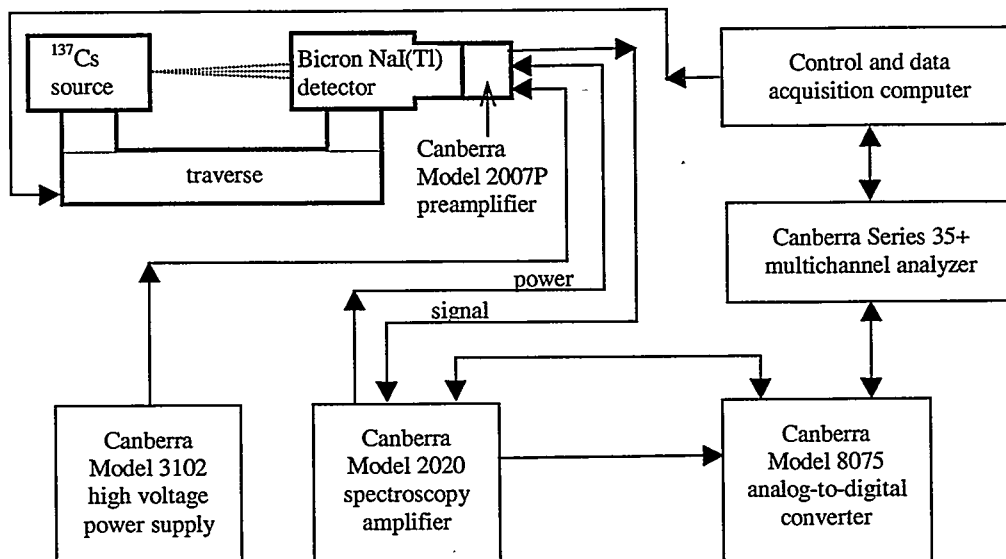 ¹³⁷Cs
source
Bicron NaI(Tl)
detector
Control and data
acquisition computer
traverse
Canberra
Model 2007P
preamplifier
Canberra Series 35+
multichannel analyzer
power
signal
Canberra
Model 3102
high voltage
power supply
Canberra
Model 2020
spectroscopy
amplifier
Canberra
Model 8075
analog-to-digital
converter